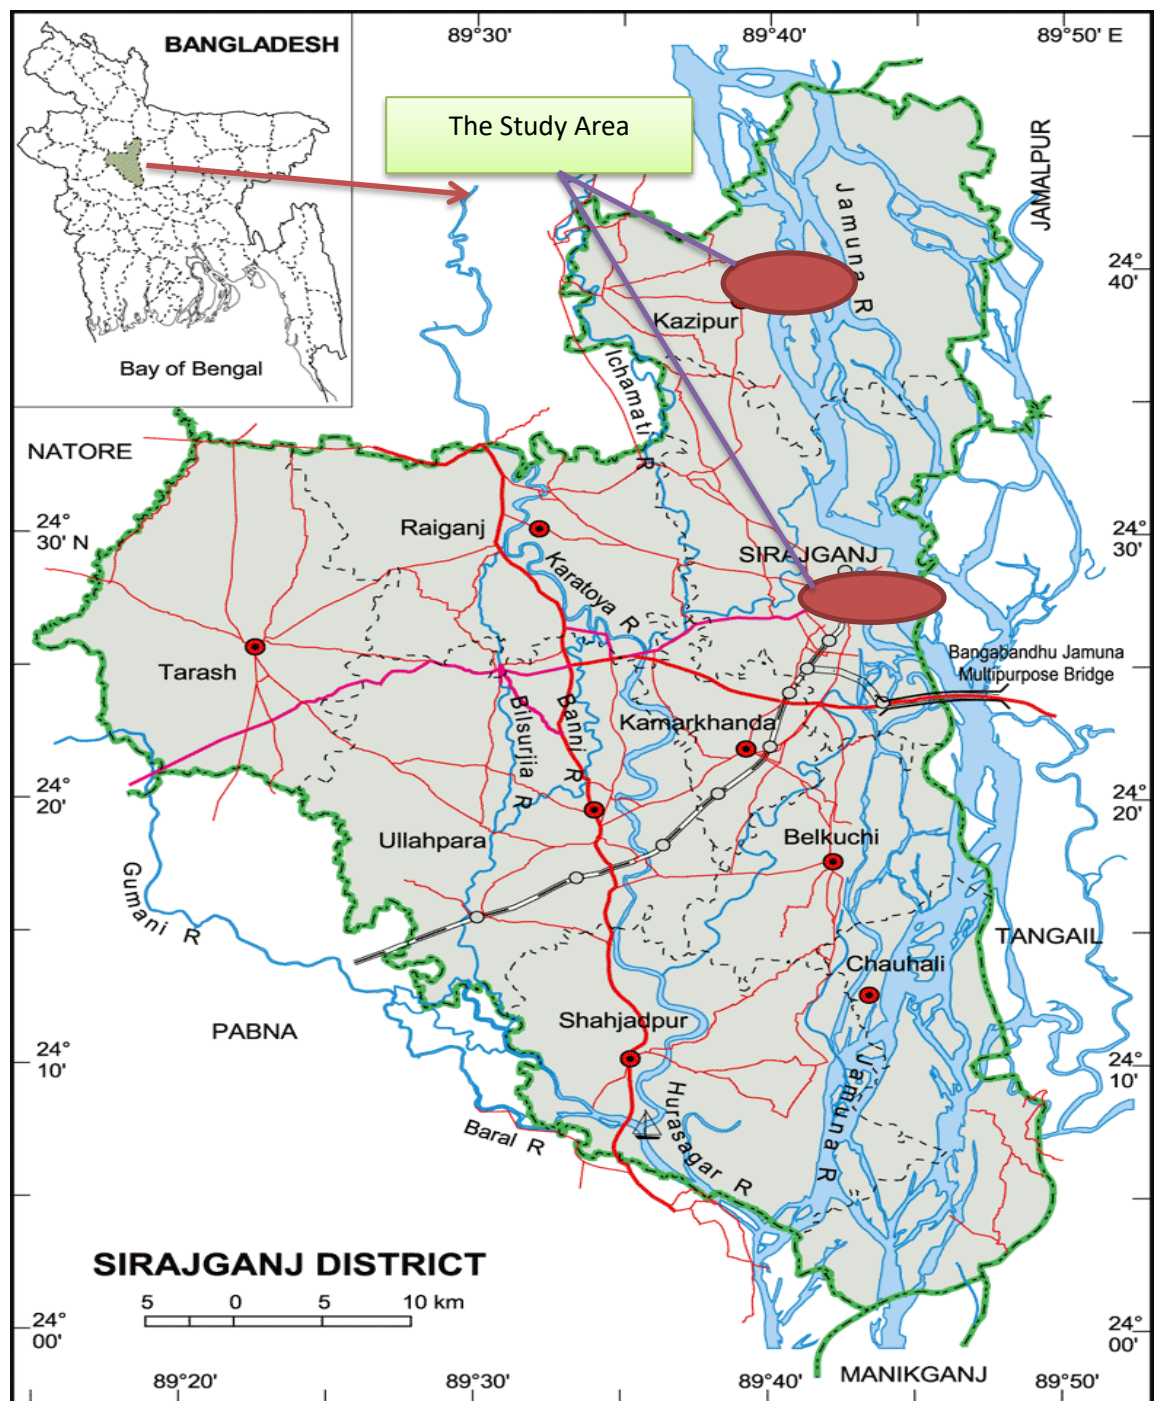 89°30'
89°40'
89°50' E
BANGLADESH
Bay of Bengal
The Study Area
JAMALPUR
Jamuna R
24°
40'
Kazipur
Ichamati R
NATORE
24°
30' N
24°
30'
Raiganj
SIRAJGANJ
Karatoya R
Bangabandhu Jamuna
Multipurpose Bridge
Tarash
Kamarkhanda
Bilsurjia R
Banni R
24°
20'
24°
20'
Ullahpara
Belkuchi
Gumani R
TANGAIL
Chauhali
PABNA
Shahjadpur
24°
10'
24°
10'
Jamuna R
Hurasagar R
Baral R
SIRAJGANJ DISTRICT
5 0 5 10 km
24°
00'
24°
00'
MANIKGANJ
89°20'
89°30'
89°40'
89°50'